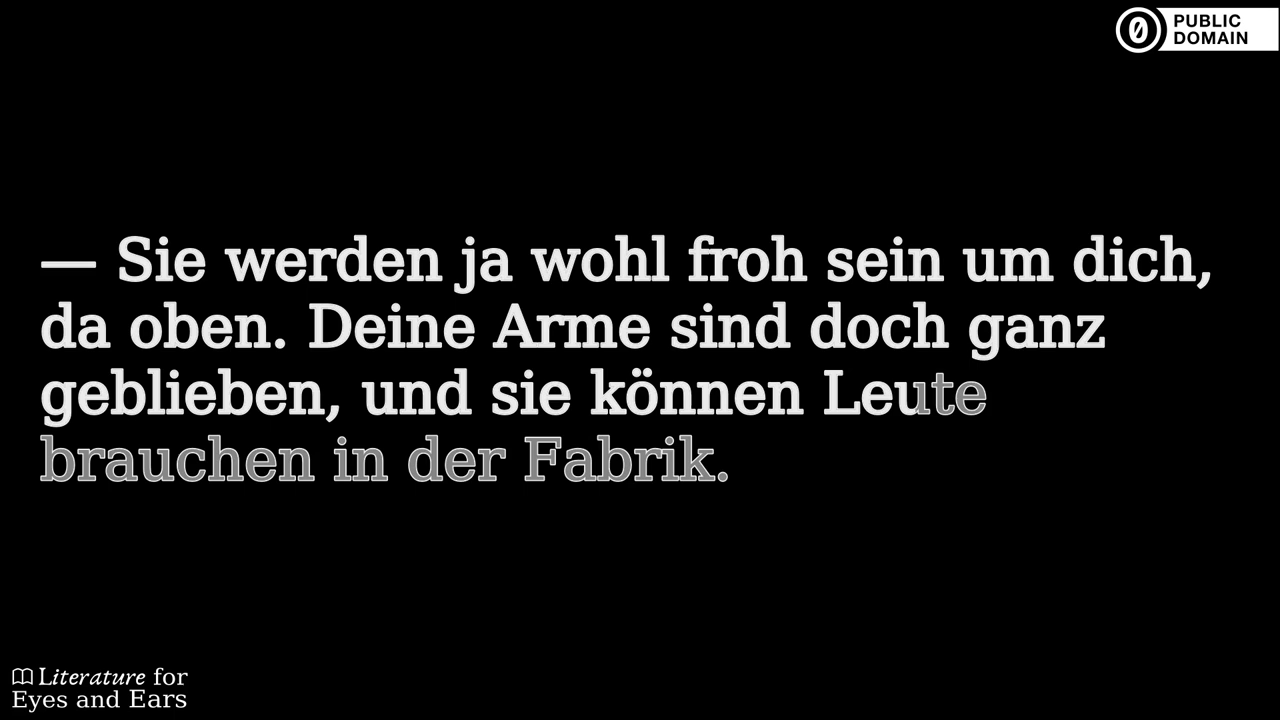 PUBLIC
DOMAIN
— Sie werden ja wohl froh sein um dich,
da oben. Deine Arme sind doch ganz
geblieben, und sie können Leute
brauchen in der Fabrik.
Literature for
Eyes and Ears